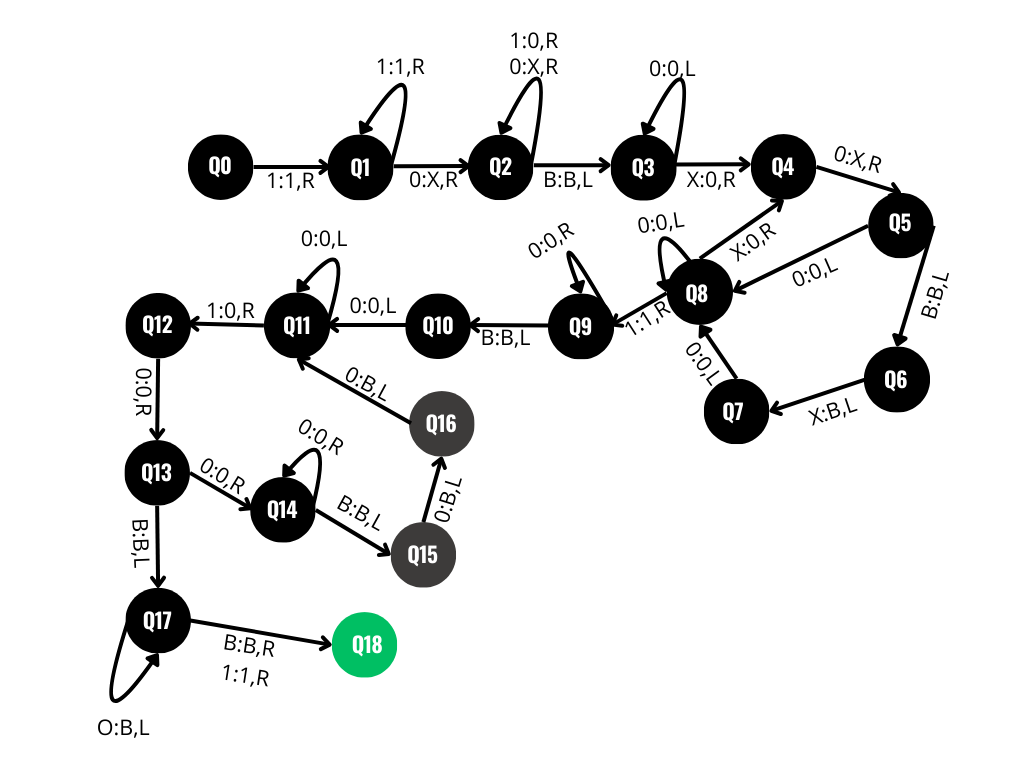 1:0,R
0:X,R
1:1,R
0:0,L
Q0
1:1,R
Q1
0:X,R
Q2
B:B,L
Q3
X:0,R
Q4
0:X,R
Q5
0:0,L
B:B,L
Q6
X:B,L
Q7
0:0,L
Q8
0:0,L
X:0,R
1:1,R
Q9
0:0,R
B:B,L
Q10
0:0,L
Q11
0:0,L
1:0,R
Q12
0:0,R
Q13
0:0,R
Q14
0:0,R
B:B,L
Q15
0:B,L
Q16
0:B,L
B:B,L
Q17
B:B,R
1:1,R
Q18
O:B,L